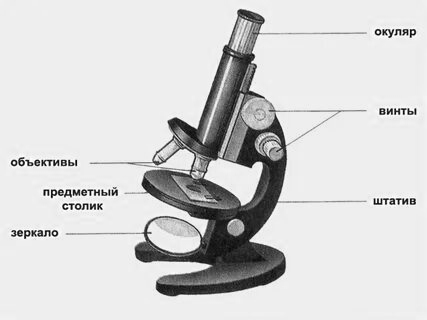 окуляр
винты
объективы
предметный
столик
штатив
зеркало